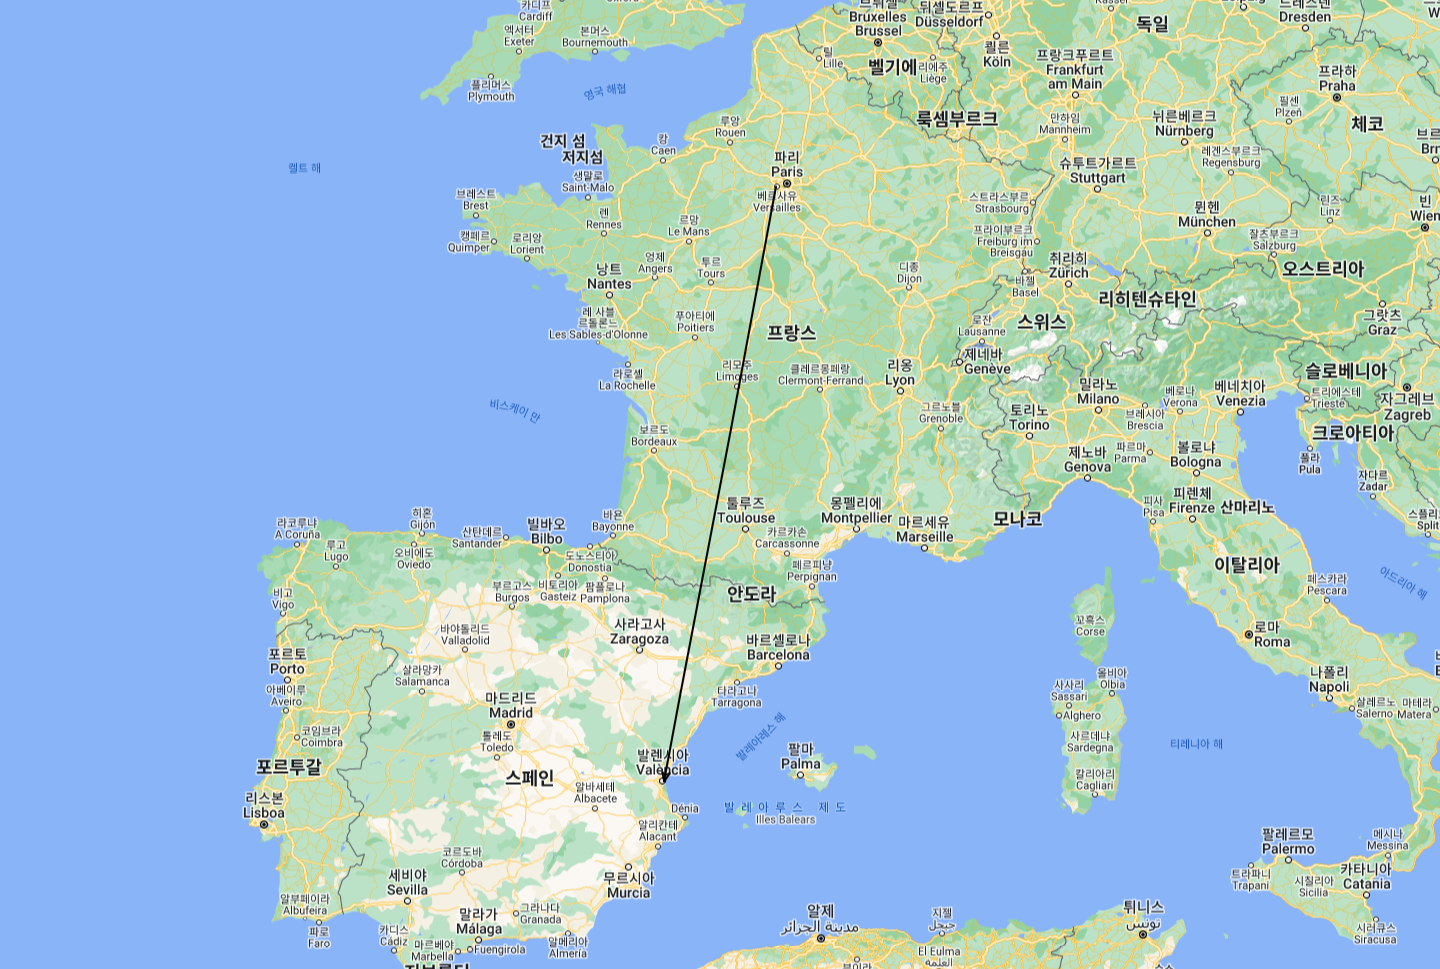 카디프
Cardiff
엑서터
Exeter
본머스
Bournemouth
플리머스
Plymouth
영국 해협
켈트 해
브뤼셀
Bruxelles
Brussel
뒤셀도르프
Düsseldorf
드레스덴
Dresden
독일
릴
Lille
벨기에
리에주
Liège
쾰른
Köln
프랑크푸르트
Frankfurt
am Main
프라하
Praha
룩셈부르크
만하임
Mannheim
뉘른베르크
Nürnberg
필센
Plzeň
체코
건지 섬
저지섬
캉
Caen
루앙
Rouen
파리
Paris
슈투트가르트
Stuttgart
레겐스부르크
Regensburg
생말로
Saint-Malo
브레스트
Brest
베르사유
Versailles
스트라스부르
Strasbourg
뮌헨
München
린츠
Linz
빈
Wien
캥페르
Quimper
로리앙
Lorient
렌
Rennes
르망
Le Mans
프라이부르크
Freiburg im
Breisgau
잘츠부르크
Salzburg
오스트리아
낭트
Nantes
앙제
Angers
투르
Tours
디종
Dijon
바젤
Basel
취리히
Zürich
리히텐슈타인
그랏츠
Graz
레 사블
르돌론느
Les Sables-d'Olonne
푸아티에
Poitiers
프랑스
로잔
Lausanne
스위스
라로셸
La Rochelle
리모주
Limoges
클레르몽페랑
Clermont-Ferrand
리옹
Lyon
제네바
Genève
밀라노
Milano
베로나
Verona
베네치아
Venezia
슬로베니아
트리에스테
Trieste
자그레브
Zagreb
비스케이 만
그르노블
Grenoble
토리노
Torino
브레시아
Brescia
크로아티아
보르도
Bordeaux
제노바
Genova
파르마
Parma
볼로냐
Bologna
풀라
Pula
자다르
Zadar
바욘
Bayonne
툴루즈
Toulouse
몽펠리에
Montpellier
마르세유
Marseille
모나코
피사
Pisa
피렌체
Firenze
산마리노
카르카손
Carcassonne
라코루냐
A Coruña
루고
Lugo
히혼
Gijón
오비에도
Oviedo
산탄데르
Santander
빌바오
Bilbo
도노스티아
Donostia
페르피냥
Perpignan
이탈리아
페스카라
Pescara
아드리아 해
비고
Vigo
부르고스
Burgos
비토리아
Gasteiz
팜플로나
Pamplona
안도라
꼬흑스
Corse
로마
Roma
바야돌리드
Valladolid
사라고사
Zaragoza
바르셀로나
Barcelona
포르토
Porto
아베이루
Aveiro
살라망카
Salamanca
타라고나
Tarragona
사사리
Sassari
올비아
Olbia
Alghero
나폴리
Napoli
살레르노
Salerno
마테라
Matera
코임브라
Coimbra
마드리드
Madrid
톨레도
Toledo
발레아레스 해
사르데냐
Sardegna
티레니아 해
포르투갈
스페인
발렌시아
València
팔마
Palma
칼리아리
Cagliari
리스본
Lisboa
알바세테
Albacete
Dénia
발레아루스 제도
Illes Balears
알리칸테
Alacant
코르도바
Córdoba
세비야
Sevilla
무르시아
Murcia
팔레르모
Palermo
메시나
Messina
트라파니
Trapani
시칠리아
Sicilia
카타니아
Catania
알부페이라
Albufeira
파로
Faro
카디스
Cádiz
말라가
Málaga
그라나다
Granada
마르베야
Marbella
Fuengirola
알메리아
Almería
알제
مدينة الجزائر
지젤
جيجل
El Eulma
العلمة
튀니스
تونس
시러큐스
Siracusa